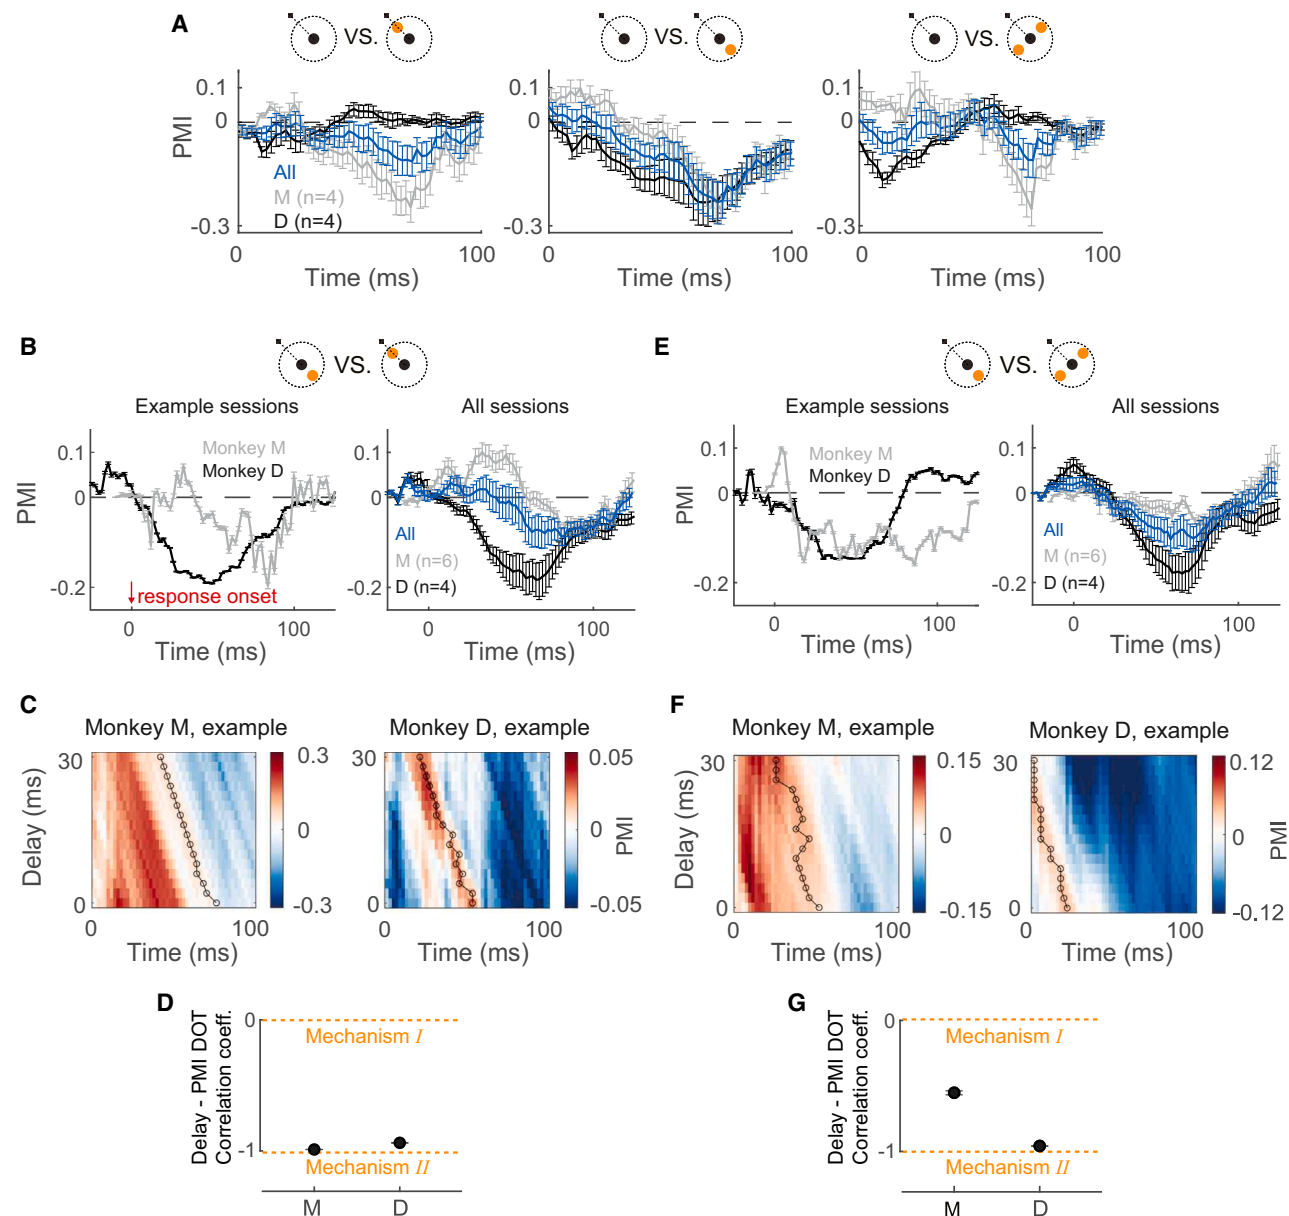 A
VS.
VS.
VS.
PMI
0.1
0
-0.3
All
M (n=4)
D (n=4)
0
100
Time (ms)
0.1
0
-0.3
0
100
Time (ms)
0.1
0
-0.3
0
100
Time (ms)
B
VS.
Example sessions
All sessions
PMI
0.1
0
-0.2
Monkey M
Monkey D
response onset
0
100
Time (ms)
0.1
0
-0.2
All
M (n=6)
D (n=4)
0
100
Time (ms)
E
VS.
Example sessions
All sessions
PMI
0.1
0
-0.2
Monkey M
Monkey D
0
100
Time (ms)
0.1
0
-0.2
All
M (n=6)
D (n=4)
0
100
Time (ms)
C
Monkey M, example
Monkey D, example
Delay (ms)
30
0
0
100
Time (ms)
0.3
0
-0.3
30
0
0
100
Time (ms)
0.05
0
-0.05
PMI
F
Monkey M, example
Monkey D, example
Delay (ms)
30
0
0
100
Time (ms)
0.15
0
-0.15
30
0
0
100
Time (ms)
0.12
0
-0.12
PMI
D
Delay - PMI DOT
Correlation coeff.
0
-1
Mechanism I
Mechanism II
M
D
G
Delay - PMI DOT
Correlation coeff.
0
-1
Mechanism I
Mechanism II
M
D